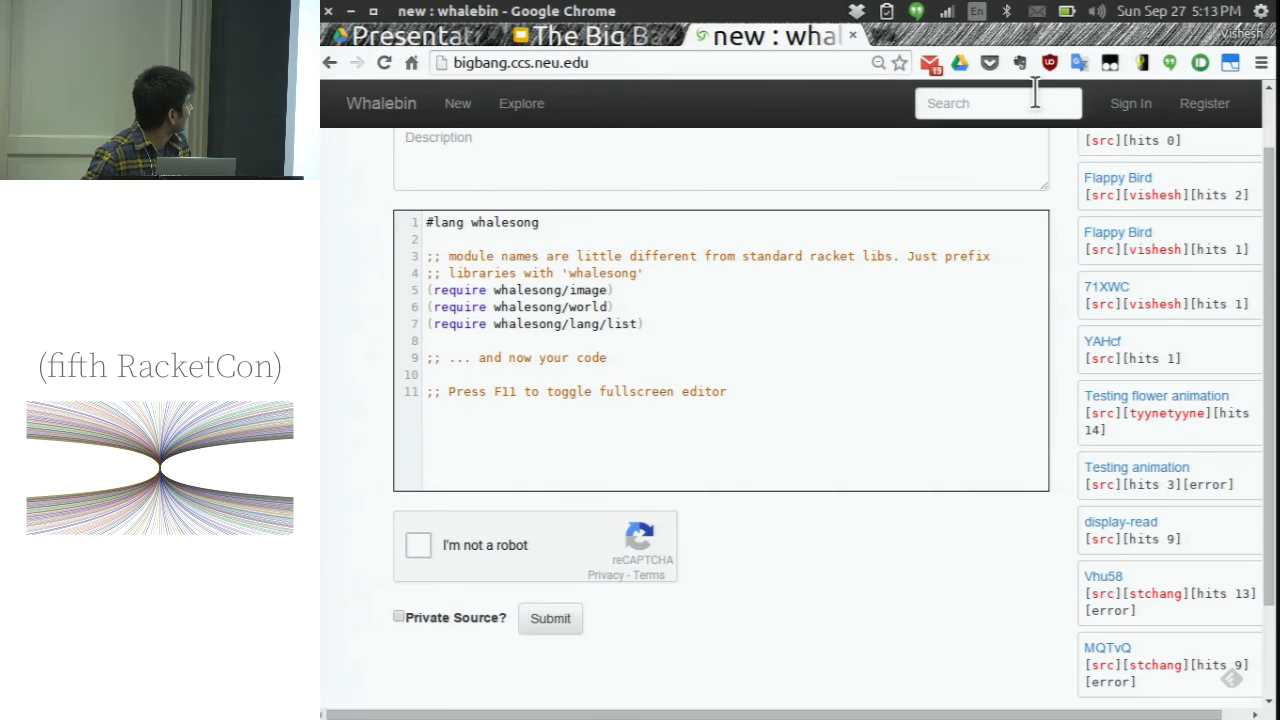 new : whalebin - Google Chrome
En
Sun Sep 27 5:13 PM
Presentat
The Big Ba
new : whal
Vishesh
bigbang.ccs.neu.edu
Whalebin
New
Explore
Search
Sign In
Register
Description
[src][hits 0]
Flappy Bird
[src][vishesh][hits 2]
Flappy Bird
[src][vishesh][hits 1]
71XWC
[src][vishesh][hits 1]
YAHcf
[src][hits 1]
Testing flower animation
[src][tyynetyyne][hits
14]
Testing animation
[src][hits 3][error]
display-read
[src][hits 9]
Vhu58
[src][stchang][hits 13]
[error]
MQTvQ
[src][stchang][hits 9]
[error]
1 #lang whalesong
2
3 ;; module names are little different from standard racket libs. Just prefix
4 ;; libraries with 'whalesong'
5 (require whalesong/image)
6 (require whalesong/world)
7 (require whalesong/lang/list)
8
9 ;; ... and now your code
10
11 ;; Press F11 to toggle fullscreen editor
I'm not a robot
reCAPTCHA
Privacy - Terms
Private Source?
Submit
(fifth RacketCon)